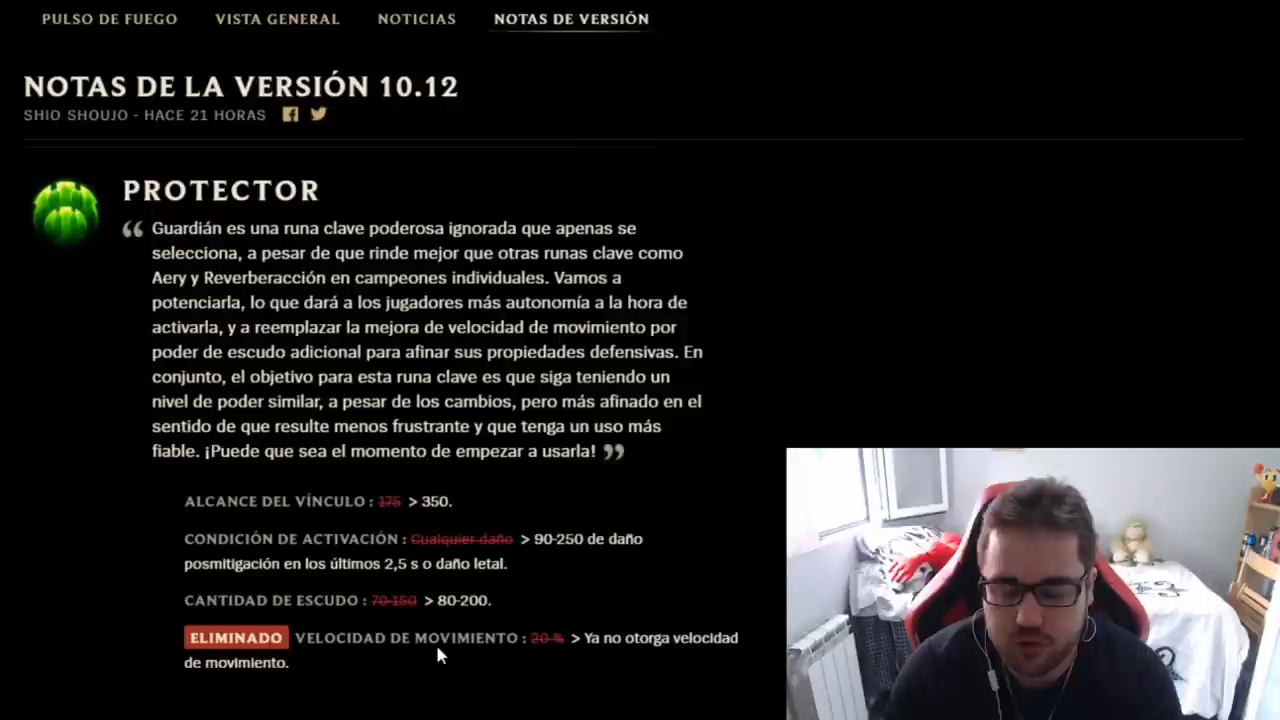 PULSO DE FUEGO VISTA GENERAL NOTICIAS NOTAS DE VERSIÓN
NOTAS DE LA VERSIÓN 10.12
SHIO SHOUJO - HACE 21 HORAS
PROTECTOR
“ Guardián es una runa clave poderosa ignorada que apenas se
selecciona, a pesar de que rinde mejor que otras runas clave como
Aery y Reverberacción en campeones individuales. Vamos a
potenciarla, lo que dará a los jugadores más autonomía a la hora de
activarla, y a reemplazar la mejora de velocidad de movimiento por
poder de escudo adicional para afinar sus propiedades defensivas. En
conjunto, el objetivo para esta runa clave es que siga teniendo un
nivel de poder similar, a pesar de los cambios, pero más afinado en el
sentido de que resulte menos frustrante y que tenga un uso más
fiable. ¡Puede que sea el momento de empezar a usarla! ”
ALCANCE DEL VÍNCULO : 175 > 350.
CONDICIÓN DE ACTIVACIÓN : Cualquier daño > 90-250 de daño
posmitigación en los últimos 2,5 s o daño letal.
CANTIDAD DE ESCUDO : 70-150 > 80-200.
ELIMINADO VELOCIDAD DE MOVIMIENTO : 20 % > Ya no otorga velocidad
de movimiento.